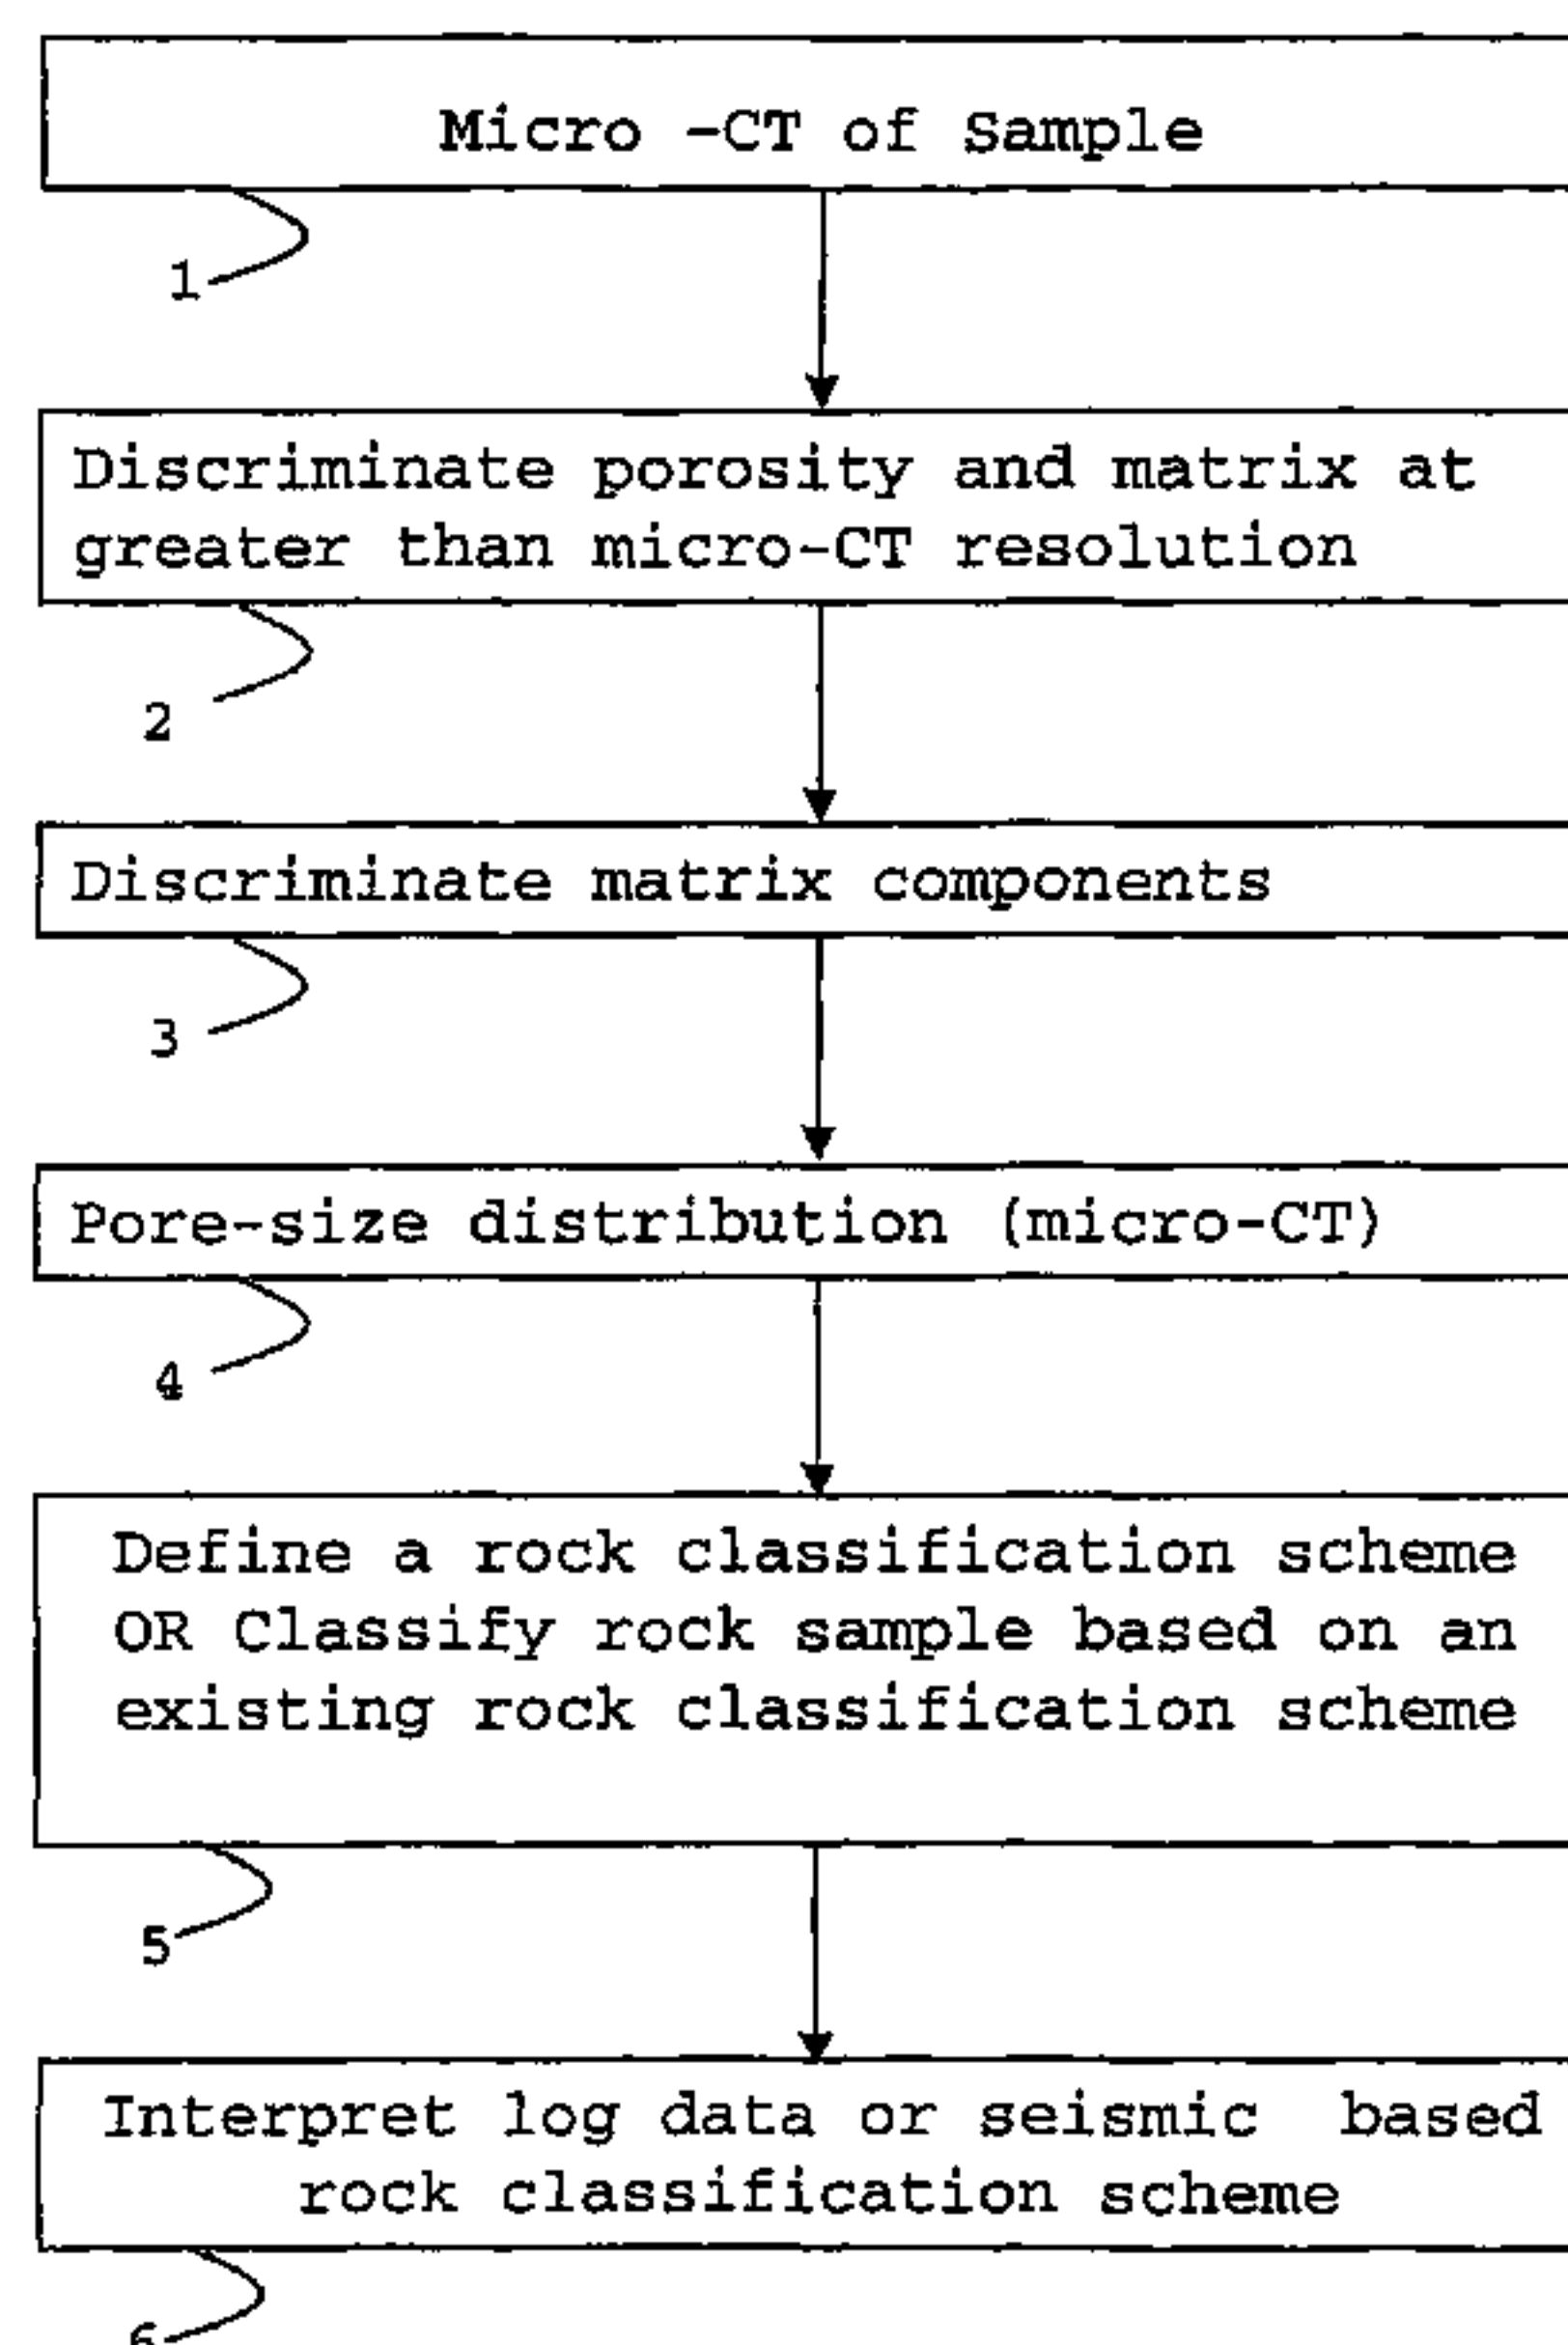 Micro -CT of Sample
1
Discriminate porosity and matrix at
greater than micro-CT resolution
2
Discriminate matrix components
3
Pore-size distribution (micro-CT)
4
Define a rock classification scheme
OR Classify rock sample based on an
existing rock classification scheme
5
Interpret log data or seismic based
rock classification scheme
6